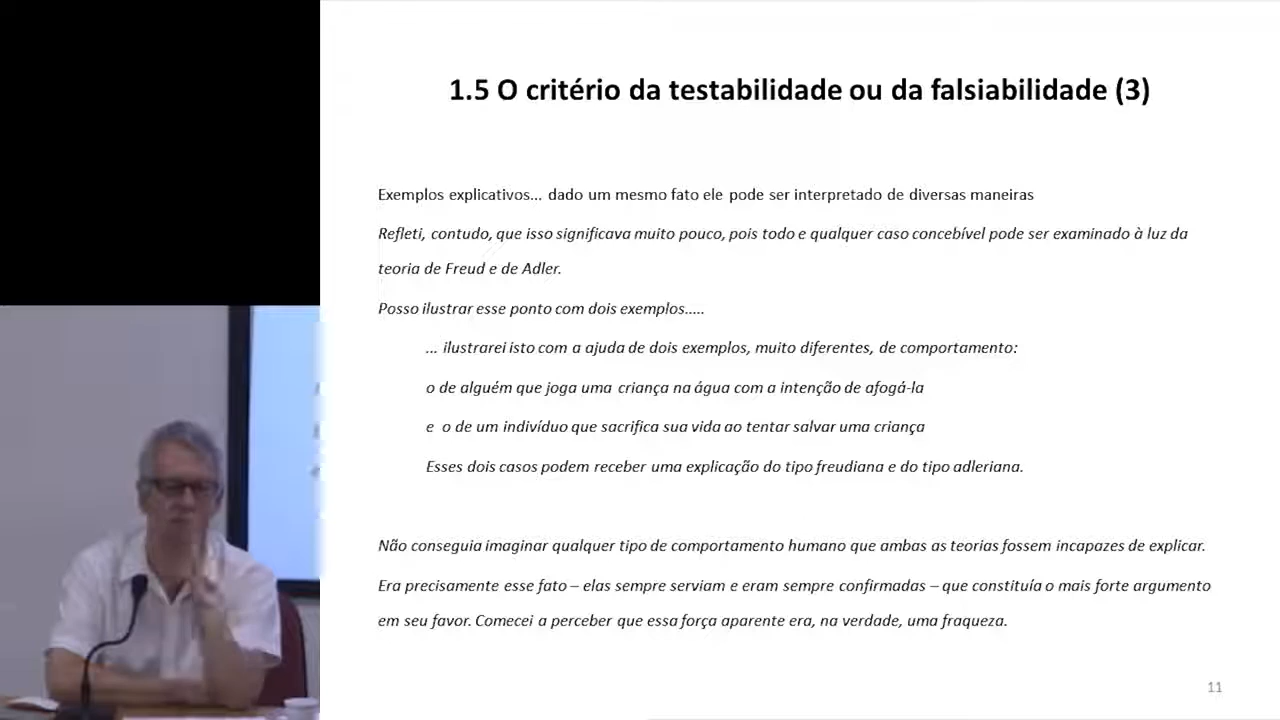 1.5 O critério da testabilidade ou da falsiabilidade (3)
Exemplos explicativos... dado um mesmo fato ele pode ser interpretado de diversas maneiras
Refleti, contudo, que isso significava muito pouco, pois todo e qualquer caso concebível pode ser examinado à luz da
teoria de Freud e de Adler.
Posso ilustrar esse ponto com dois exemplos.....
... ilustrarei isto com a ajuda de dois exemplos, muito diferentes, de comportamento:
o de alguém que joga uma criança na água com a intenção de afogá-la
e o de um indivíduo que sacrifica sua vida ao tentar salvar uma criança
Esses dois casos podem receber uma explicação do tipo freudiana e do tipo adleriana.
Não conseguia imaginar qualquer tipo de comportamento humano que ambas as teorias fossem incapazes de explicar.
Era precisamente esse fato – elas sempre serviam e eram sempre confirmadas – que constituía o mais forte argumento
em seu favor. Comecei a perceber que essa força aparente era, na verdade, uma fraqueza.
11